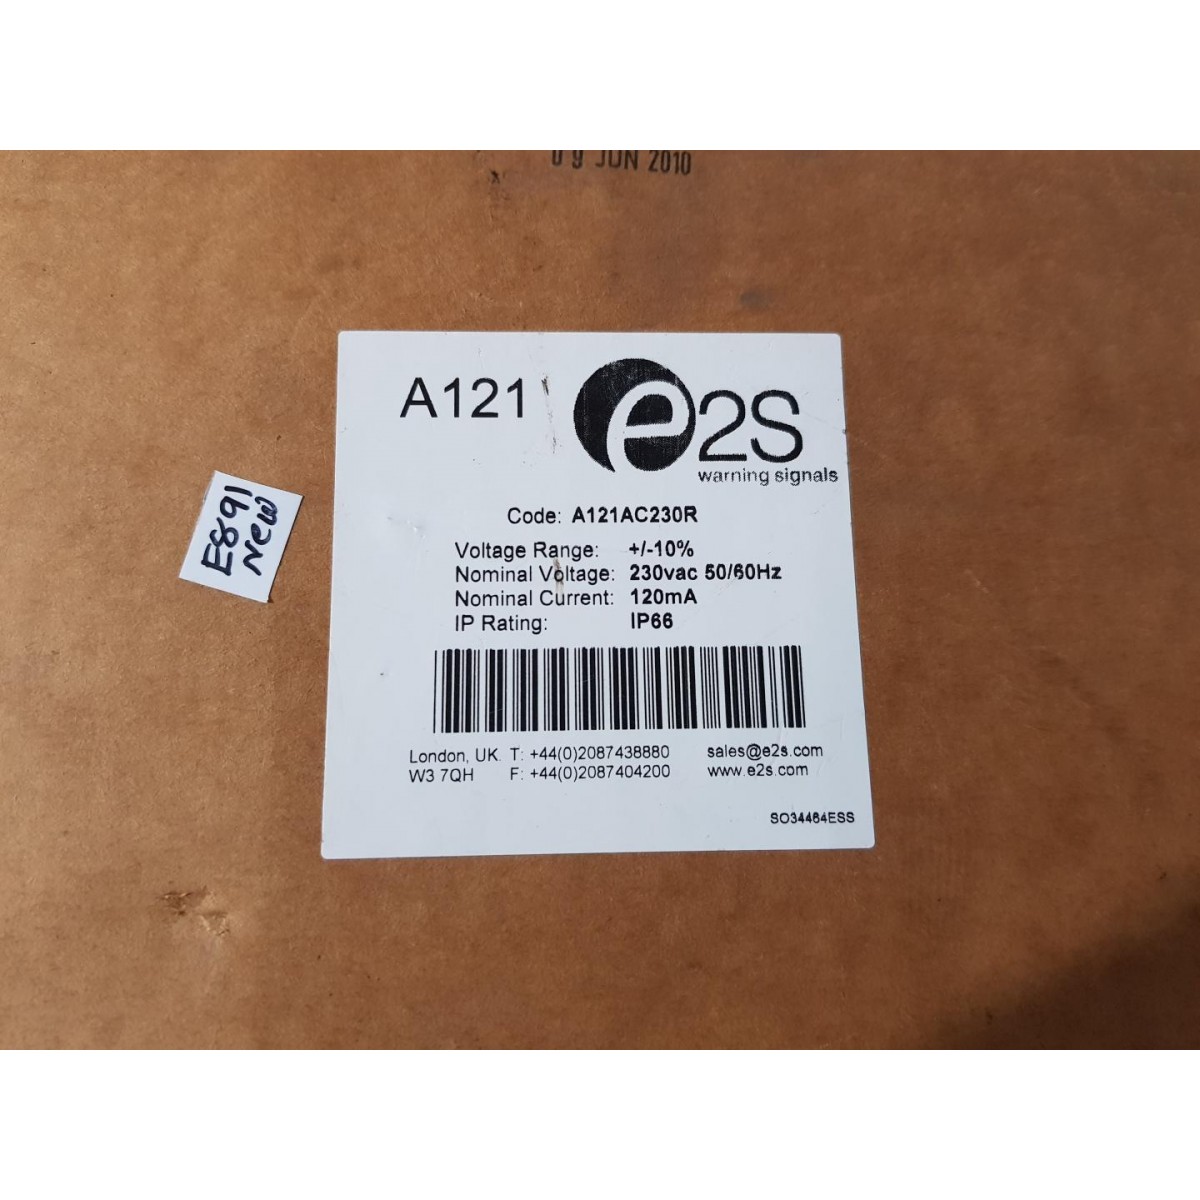 09 JUN 2010
A121
e2S
warning signals
E891
New
Code: A121AC230R
Voltage Range: +/-10%
Nominal Voltage: 230vac 50/60Hz
Nominal Current: 120mA
IP Rating: IP66
London, UK. T: +44(0)2087438880 sales@e2s.com
W3 7QH F: +44(0)2087404200 www.e2s.com
SO34464ESS